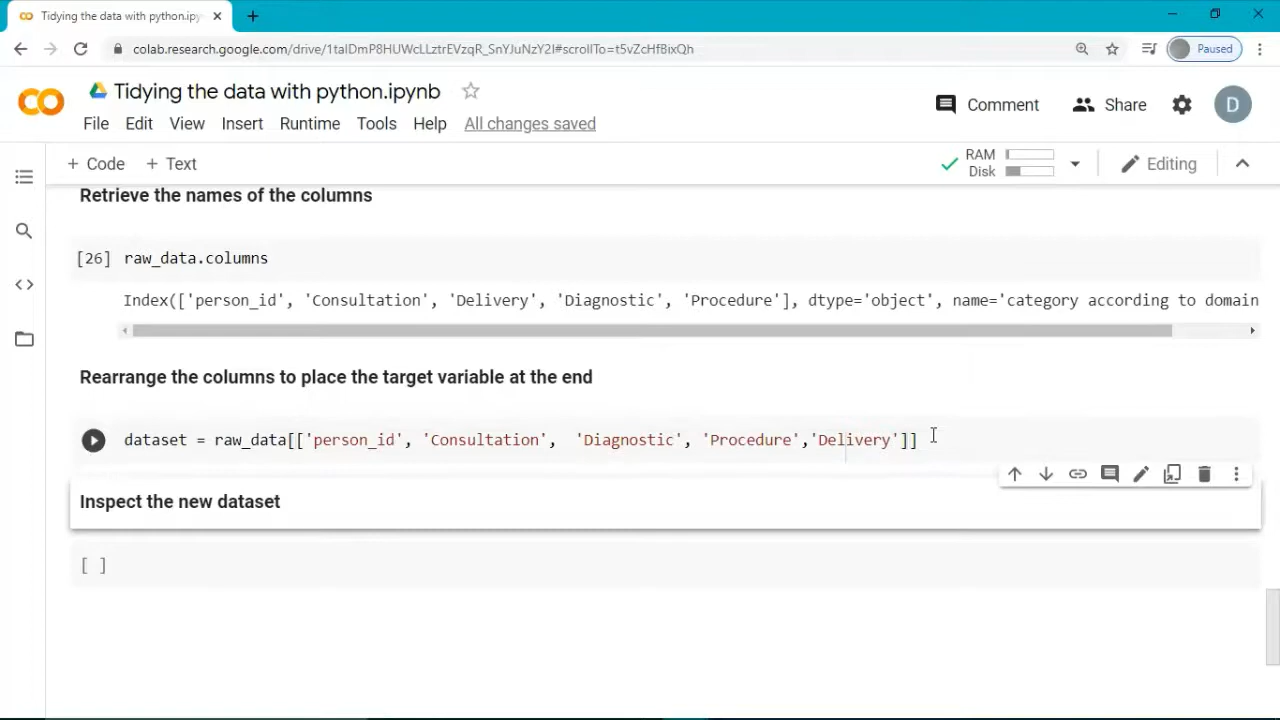 Tidying the data with python.ipy
colab.research.google.com/drive/1taIDmP8HUWcLLztrEVzqR_SnYJuNzY2I#scrollTo=t5vZcHfBixQh
Paused
Tidying the data with python.ipynb
Comment
Share
D
File Edit View Insert Runtime Tools Help All changes saved
+ Code + Text
RAM
Disk
Editing
Retrieve the names of the columns
[26] raw_data.columns
Index(['person_id', 'Consultation', 'Delivery', 'Diagnostic', 'Procedure'], dtype='object', name='category according to domain
Rearrange the columns to place the target variable at the end
dataset = raw_data[['person_id', 'Consultation', 'Diagnostic', 'Procedure','Delivery']]
Inspect the new dataset
[ ]